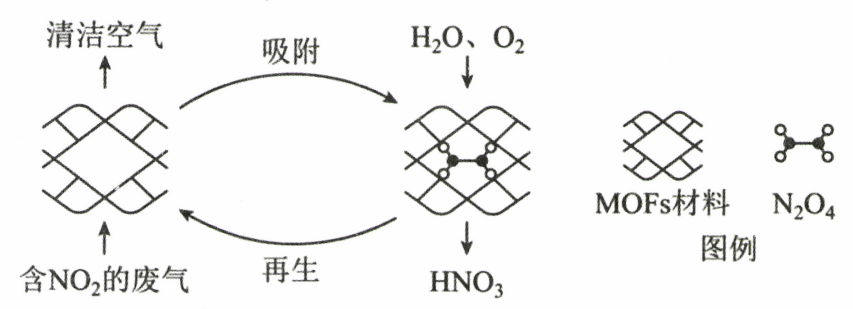 清洁空气
吸附
H₂O、O₂
MOFs材料
N₂O₄
图例
含NO₂的废气
再生
HNO₃